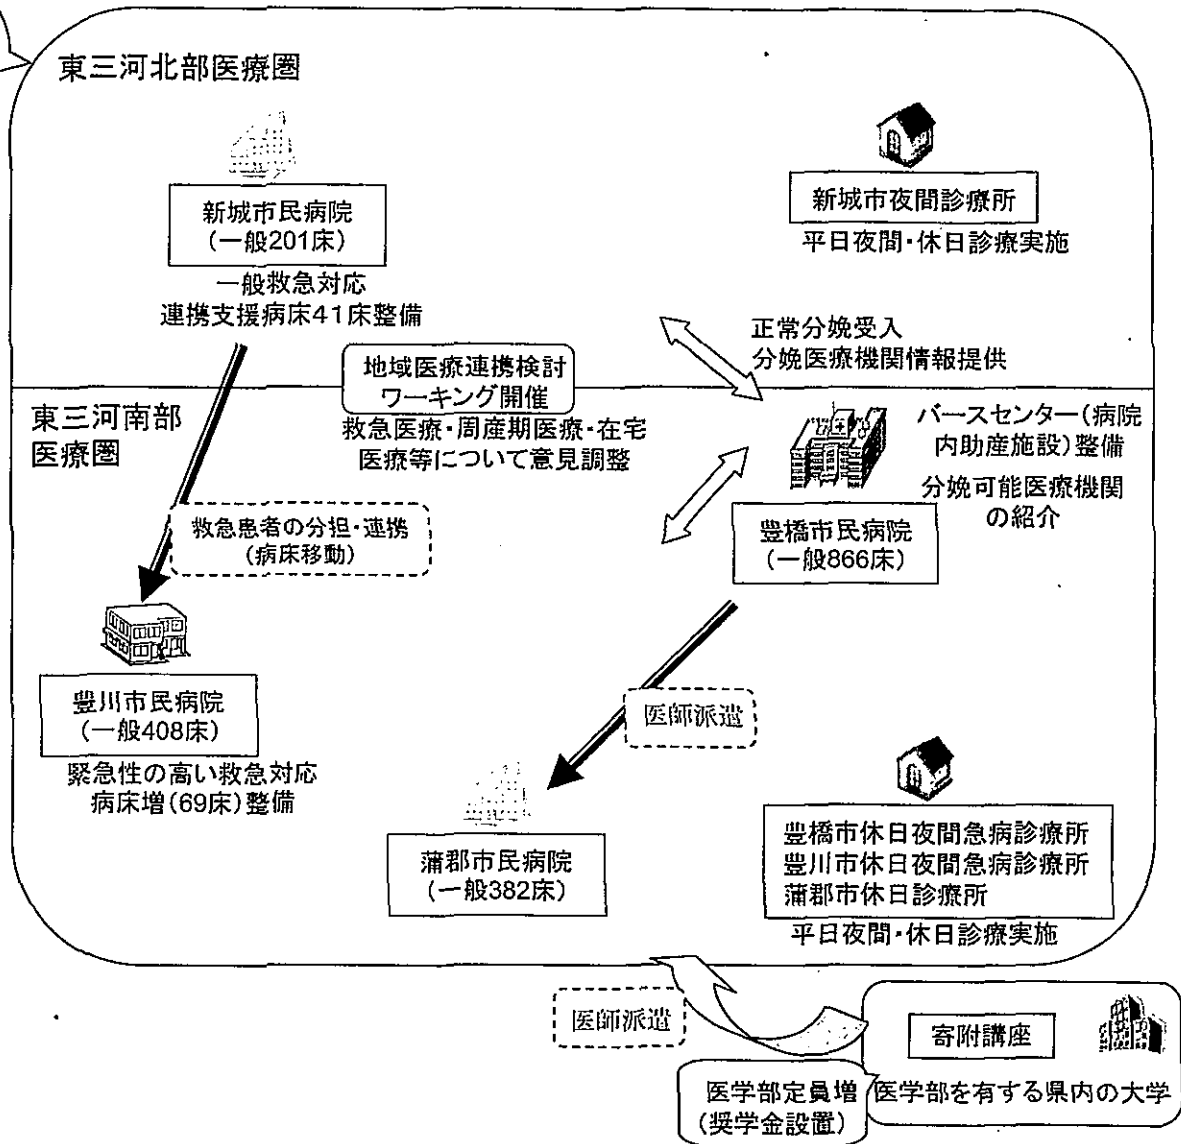 東三河北部医療圏
新城市民病院
(一般201床)
一般救急対応
連携支援病床41床整備
新城市夜間診療所
平日夜間・休日診療実施
正常分娩受入
分娩医療機関情報提供
地域医療連携検討
ワーキング開催
救急医療・周産期医療・在宅
医療等について意見調整
東三河南部
医療圏
バースセンター(病院
内助産施設)整備
分娩可能医療機関
の紹介
豊橋市民病院
(一般866床)
救急患者の分担・連携
(病床移動)
豊川市民病院
(一般408床)
緊急性の高い救急対応
病床増(69床)整備
医師派遣
蒲郡市民病院
(一般382床)
豊橋市休日夜間急病診療所
豊川市休日夜間急病診療所
蒲郡市休日診療所
平日夜間・休日診療実施
医師派遣
寄附講座
医学部を有する県内の大学
医学部定員増
(奨学金設置)